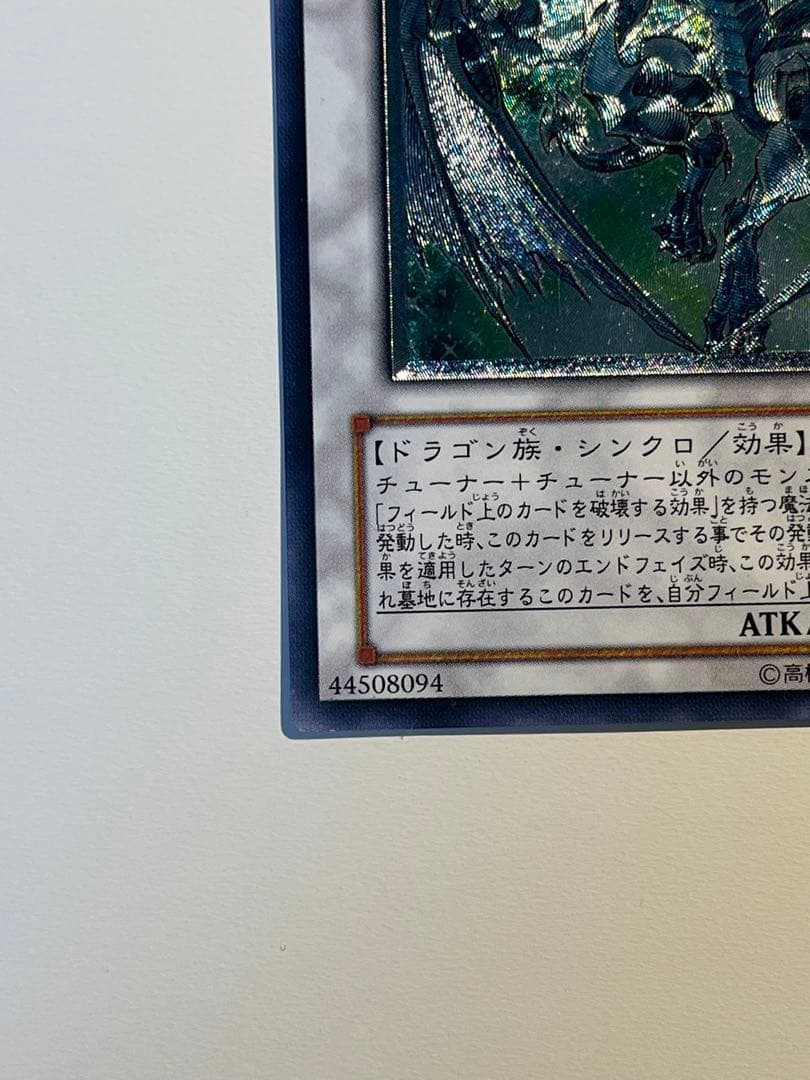 【ドラゴン族・シンクロ/効果】
チューナー+チューナー以外のモン
「フィールド上のカードを破壊する効果」を持つ魔法
発動した時、このカードをリリースする事でその発動
果を適用したターンのエンドフェイズ時、この効果
れ墓地に存在するこのカードを、自分フィールド上
ATK
44508094
©高橋